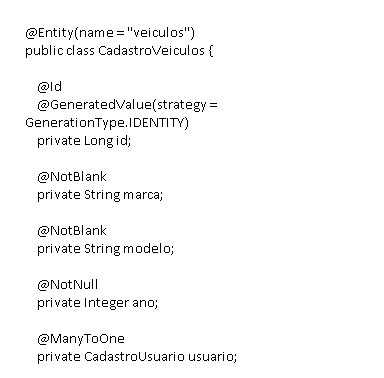 @Entity(name = "veiculos")
public class CadastroVeiculos {
@Id
@GeneratedValue(strategy =
GenerationType.IDENTITY)
private Long id;
@NotBlank
private String marca;
@NotBlank
private String modelo;
@NotNull
private Integer ano;
@ManyToOne
private CadastroUsuario usuario;